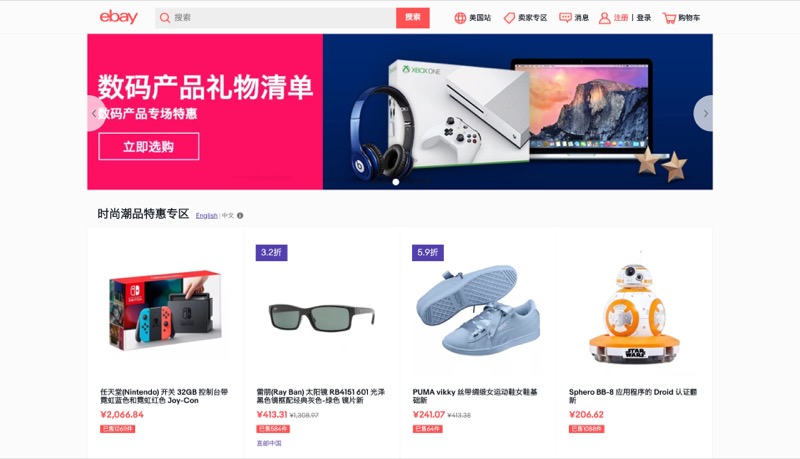 ebay
搜索
搜索
美国站
卖家专区
消息
注册 | 登录
购物车
数码产品礼物清单
数码产品专场特惠
立即选购
XBOX ONE
时尚潮品特惠专区 English | 中文
3.2折
5.9折
STAR
WARS
任天堂(Nintendo) 开关 32GB 控制台带
霓虹蓝色和霓虹红色 Joy-Con
¥2,066.84
已售1261件
雷朋(Ray Ban) 太阳镜 RB4151 601 光泽
黑色镜框配经典灰色-绿色 镜片新
¥413.31 ¥1,308.97
已售584件
直邮中国
PUMA vikky 丝带绸缎女运动鞋女鞋基
础新
¥241.07 ¥413.38
已售64件
Sphero BB-8 应用程序的 Droid 认证翻
新
¥206.62
已售1088件